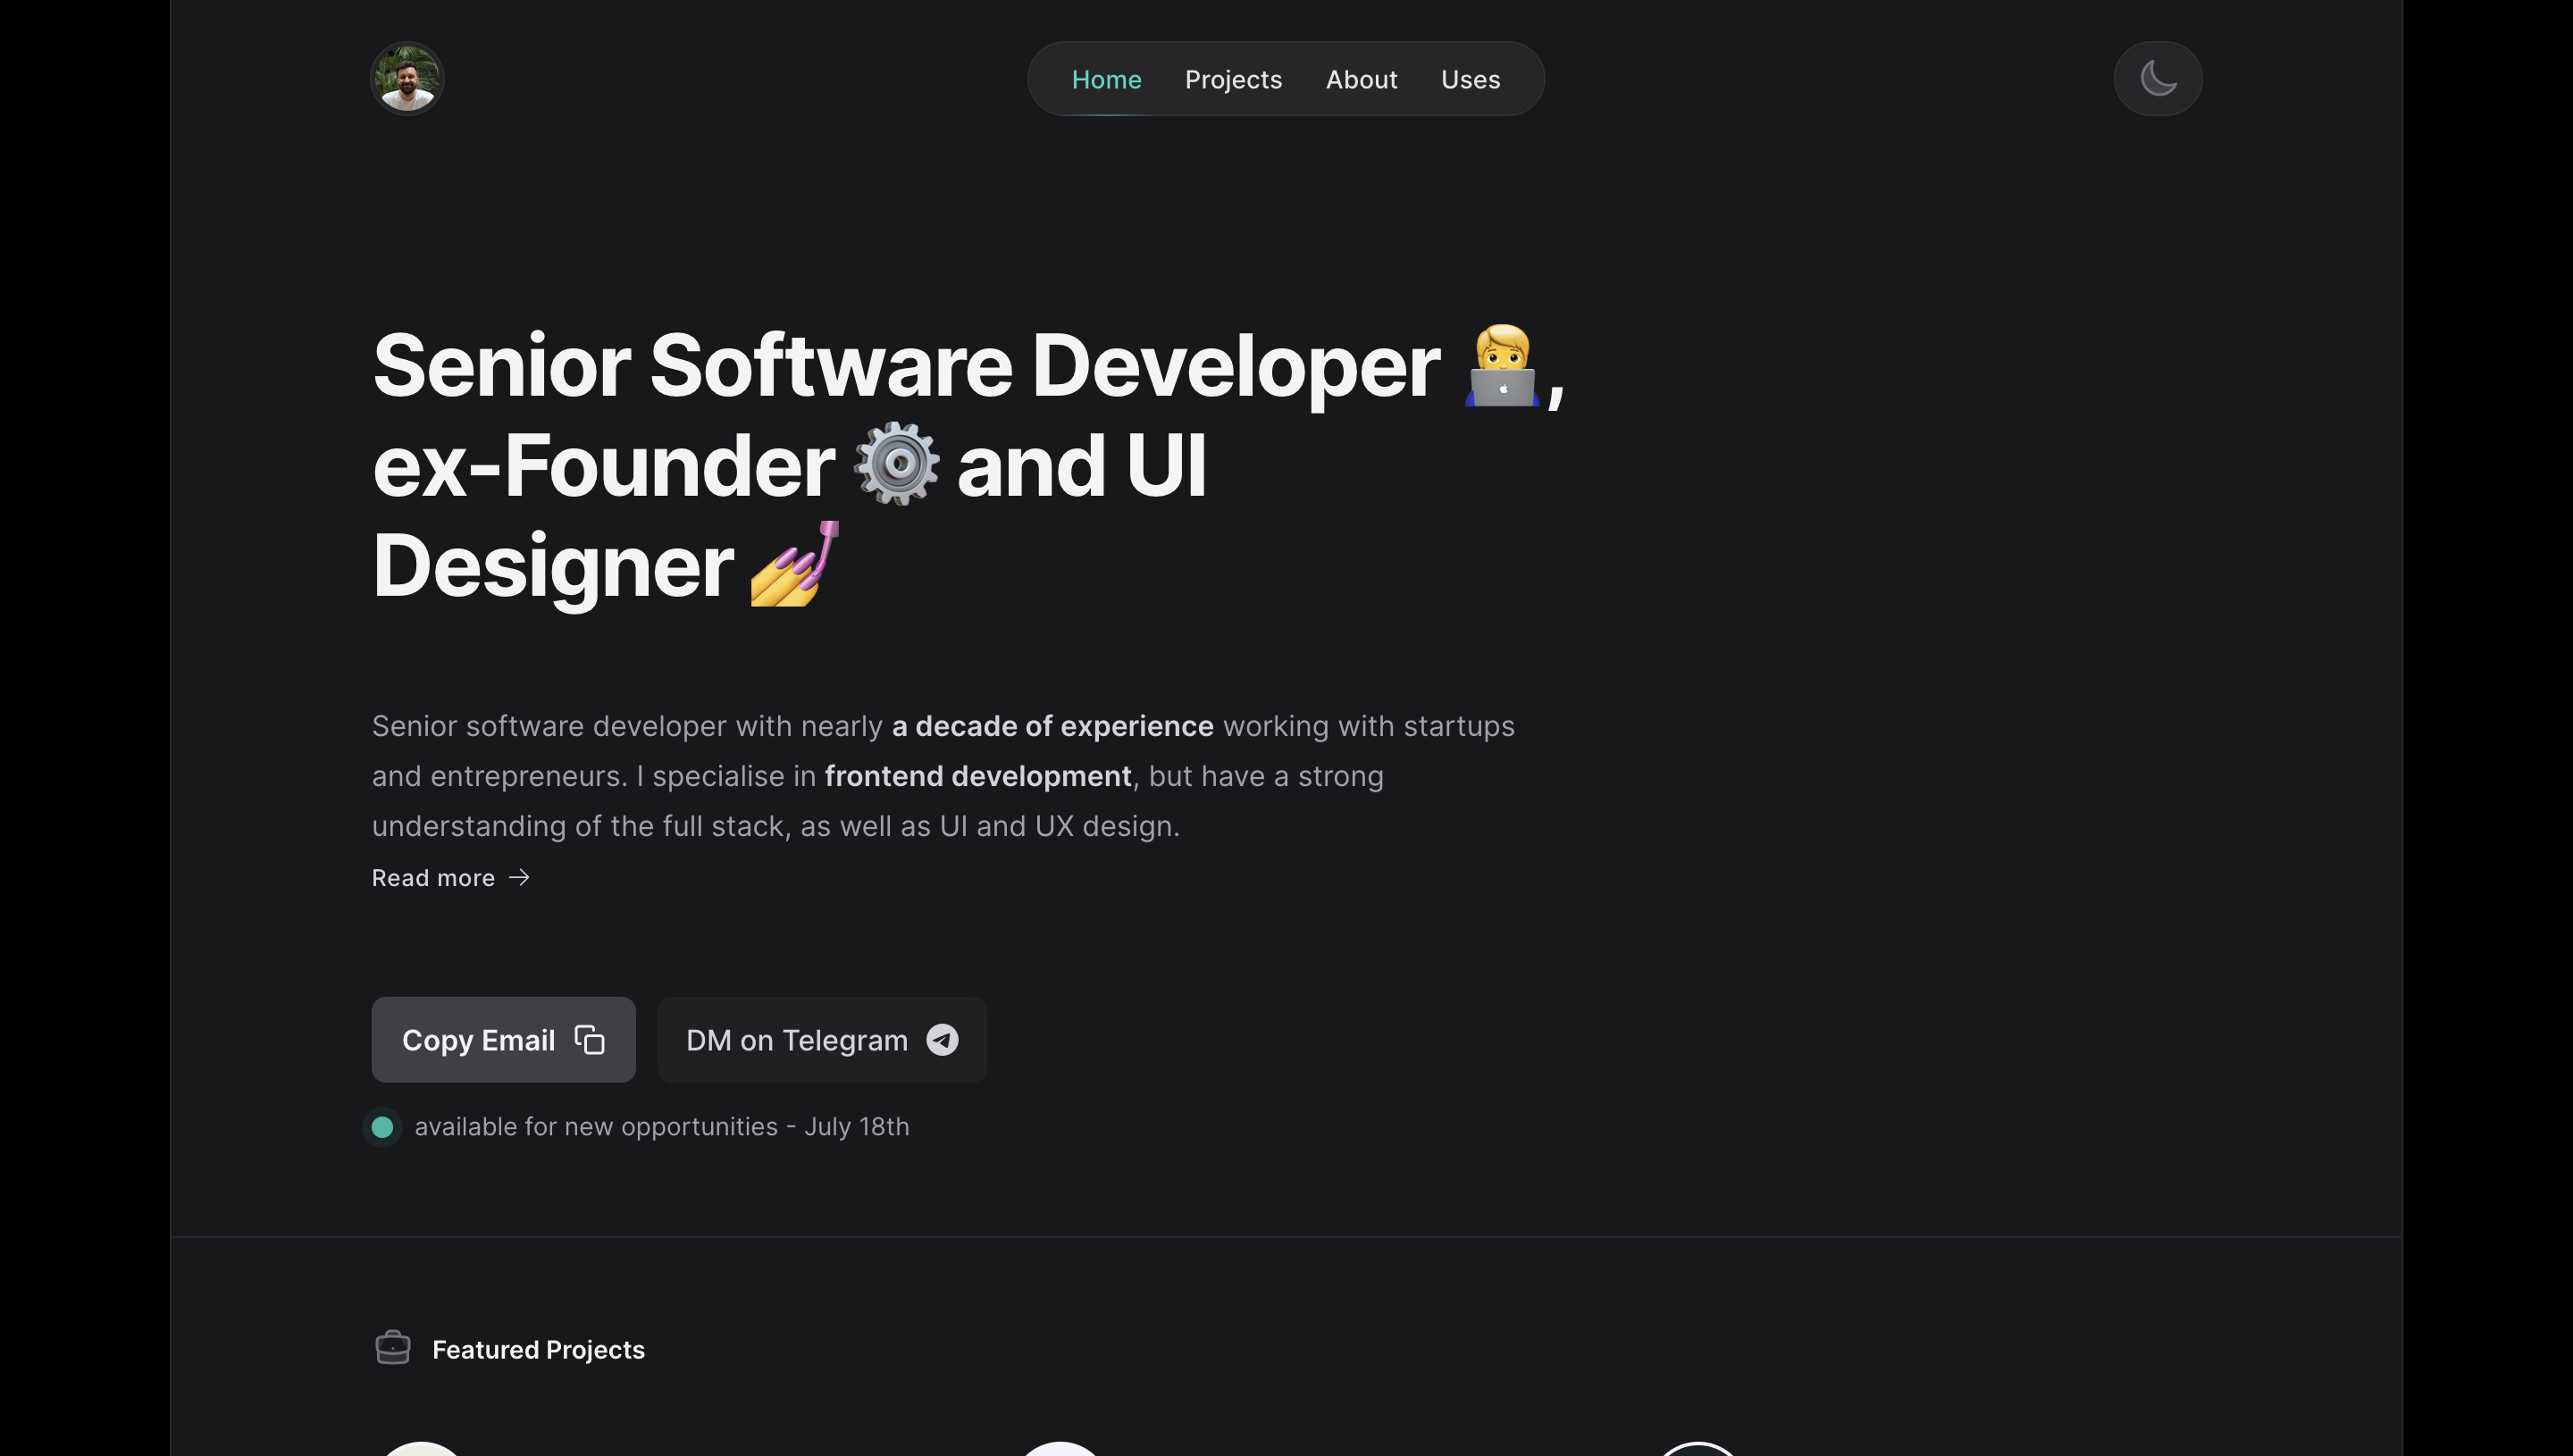 Home Projects About Uses
Senior Software Developer 👨‍💻,
ex-Founder ⚙️ and UI
Designer 💅
Senior software developer with nearly a decade of experience working with startups
and entrepreneurs. I specialise in frontend development, but have a strong
understanding of the full stack, as well as UI and UX design.
Read more →
Copy Email
DM on Telegram
available for new opportunities - July 18th
Featured Projects